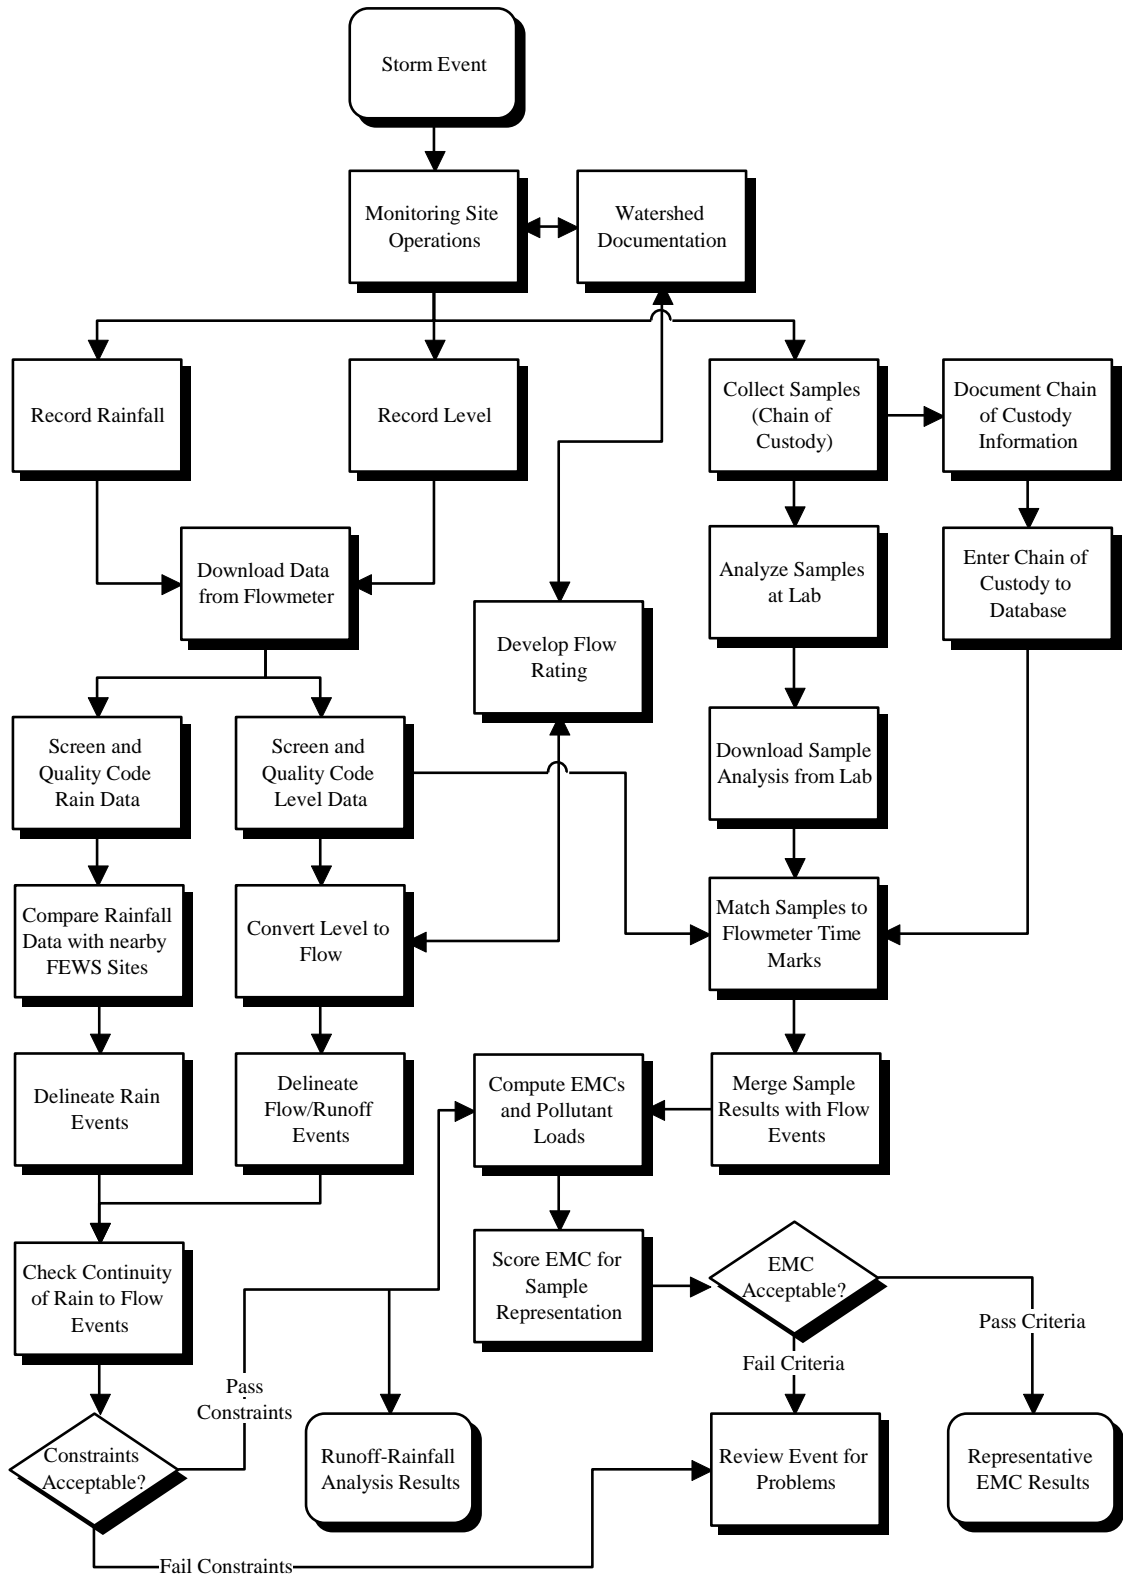 Storm Event
Monitoring Site
Operations
Watershed
Documentation
Record Rainfall
Record Level
Collect Samples
(Chain of
Custody)
Document Chain
of Custody
Information
Download Data
from Flowmeter
Analyze Samples
at Lab
Enter Chain of
Custody to
Database
Develop Flow
Rating
Screen and
Quality Code
Rain Data
Screen and
Quality Code
Level Data
Download Sample
Analysis from Lab
Compare Rainfall
Data with nearby
FEWS Sites
Convert Level to
Flow
Match Samples to
Flowmeter Time
Marks
Delineate Rain
Events
Delineate
Flow/Runoff
Events
Compute EMCs
and Pollutant
Loads
Merge Sample
Results with Flow
Events
Check Continuity
of Rain to Flow
Events
Score EMC for
Sample
Representation
EMC
Acceptable?
Pass Criteria
Fail Criteria
Pass
Constraints
Constraints
Acceptable?
Runoff-Rainfall
Analysis Results
Review Event for
Problems
Representative
EMC Results
Fail Constraints